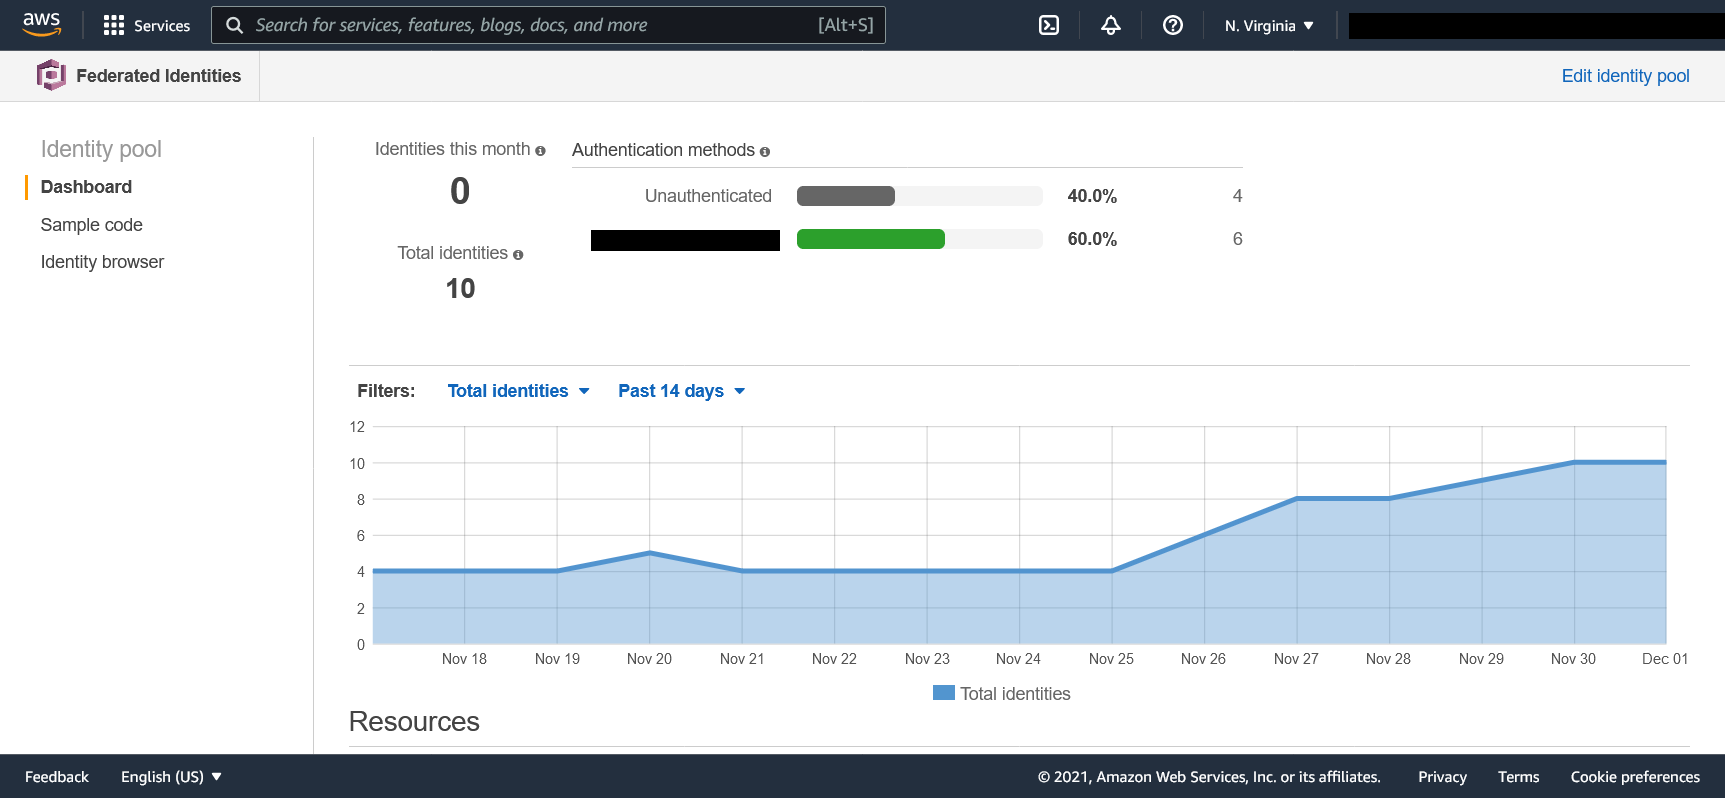 aws Services Search for services, features, blogs, docs, and more [Alt+S] N. Virginia
Federated Identities Edit identity pool
Identity pool
Dashboard
Sample code
Identity browser
Identities this month
0
Total identities
10
Authentication methods
Unauthenticated 40.0% 4
60.0% 6
Filters: Total identities Past 14 days
12
10
8
6
4
2
0
Nov 18 Nov 19 Nov 20 Nov 21 Nov 22 Nov 23 Nov 24 Nov 25 Nov 26 Nov 27 Nov 28 Nov 29 Nov 30 Dec 01
Total identities
Resources
Feedback English (US) © 2021, Amazon Web Services, Inc. or its affiliates. Privacy Terms Cookie preferences